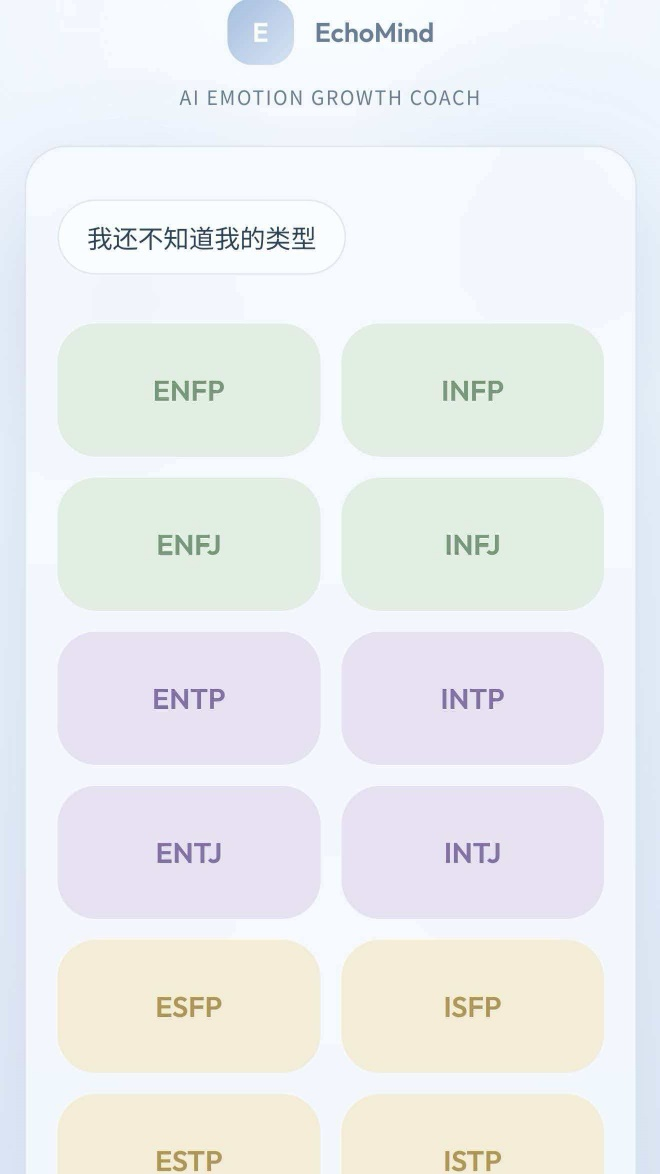 E EchoMind
AI EMOTION GROWTH COACH
我还不知道我的类型
ENFP INFP
ENFJ INFJ
ENTP INTP
ENTJ INTJ
ESFP ISFP
ESTP ISTP